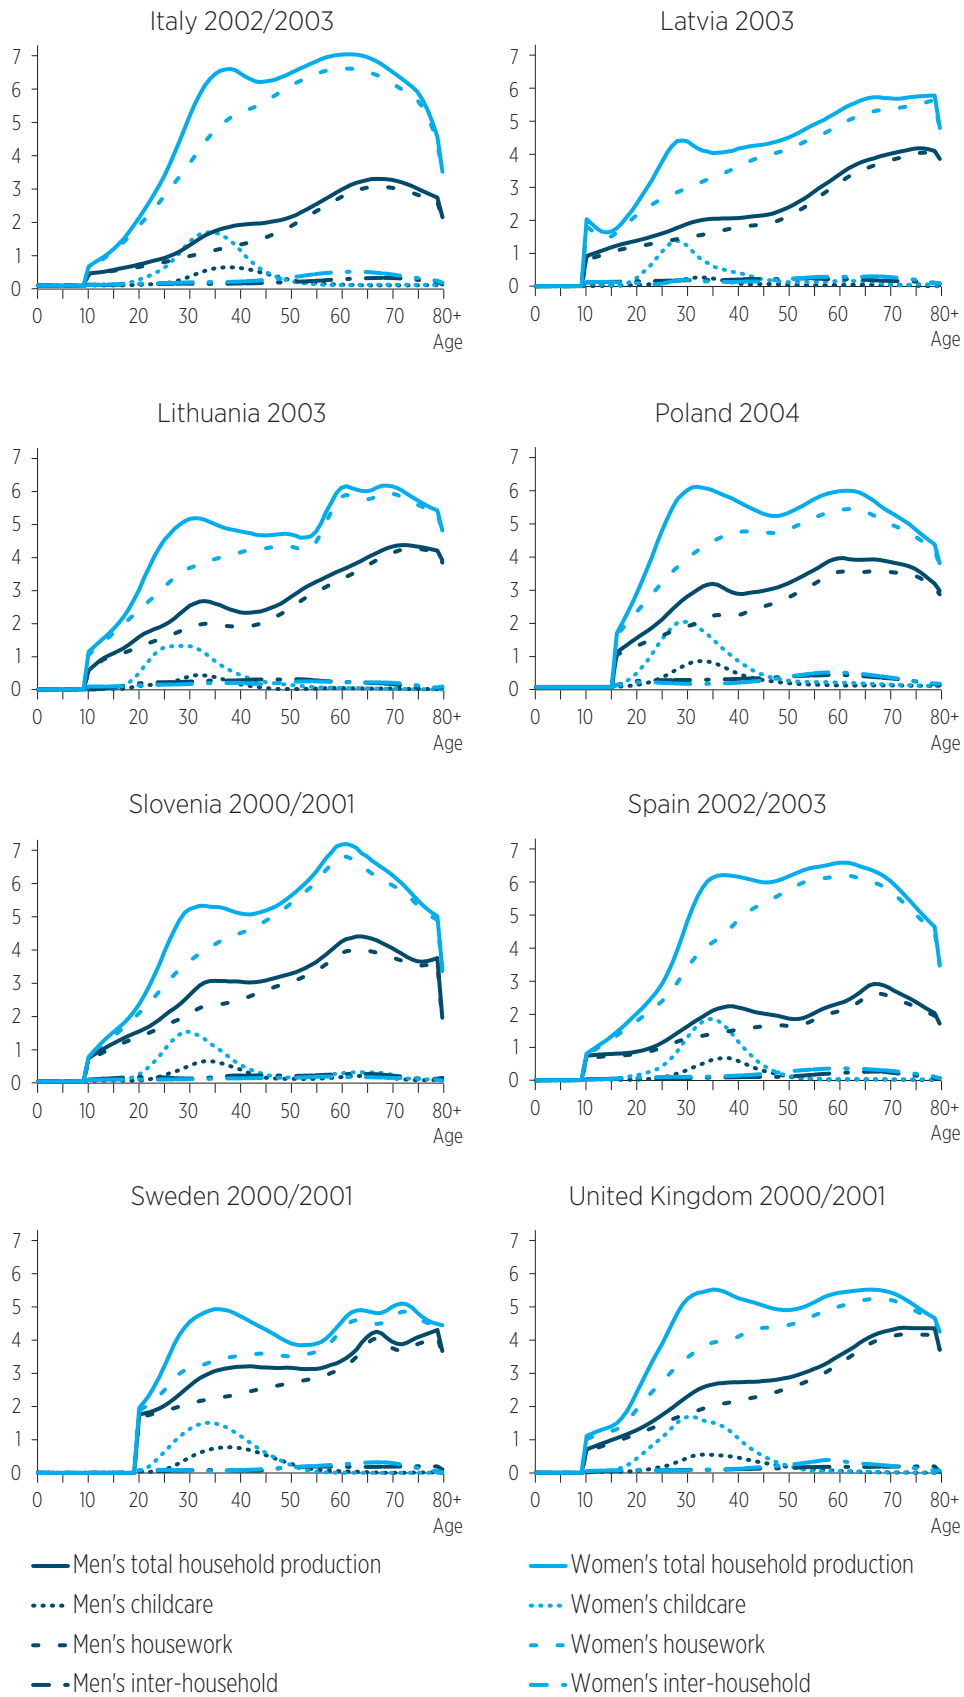 Italy 2002/2003
Latvia 2003
7
6
5
4
3
2
1
0
0 10 20 30 40 50 60 70 80+
Age
7
6
5
4
3
2
1
0
0 10 20 30 40 50 60 70 80+
Age
Lithuania 2003
Poland 2004
7
6
5
4
3
2
1
0
0 10 20 30 40 50 60 70 80+
Age
7
6
5
4
3
2
1
0
0 10 20 30 40 50 60 70 80+
Age
Slovenia 2000/2001
Spain 2002/2003
7
6
5
4
3
2
1
0
0 10 20 30 40 50 60 70 80+
Age
7
6
5
4
3
2
1
0
0 10 20 30 40 50 60 70 80+
Age
Sweden 2000/2001
United Kingdom 2000/2001
7
6
5
4
3
2
1
0
0 10 20 30 40 50 60 70 80+
Age
7
6
5
4
3
2
1
0
0 10 20 30 40 50 60 70 80+
Age
Men's total household production
Men's childcare
Men's housework
Men's inter-household
Women's total household production
Women's childcare
Women's housework
Women's inter-household